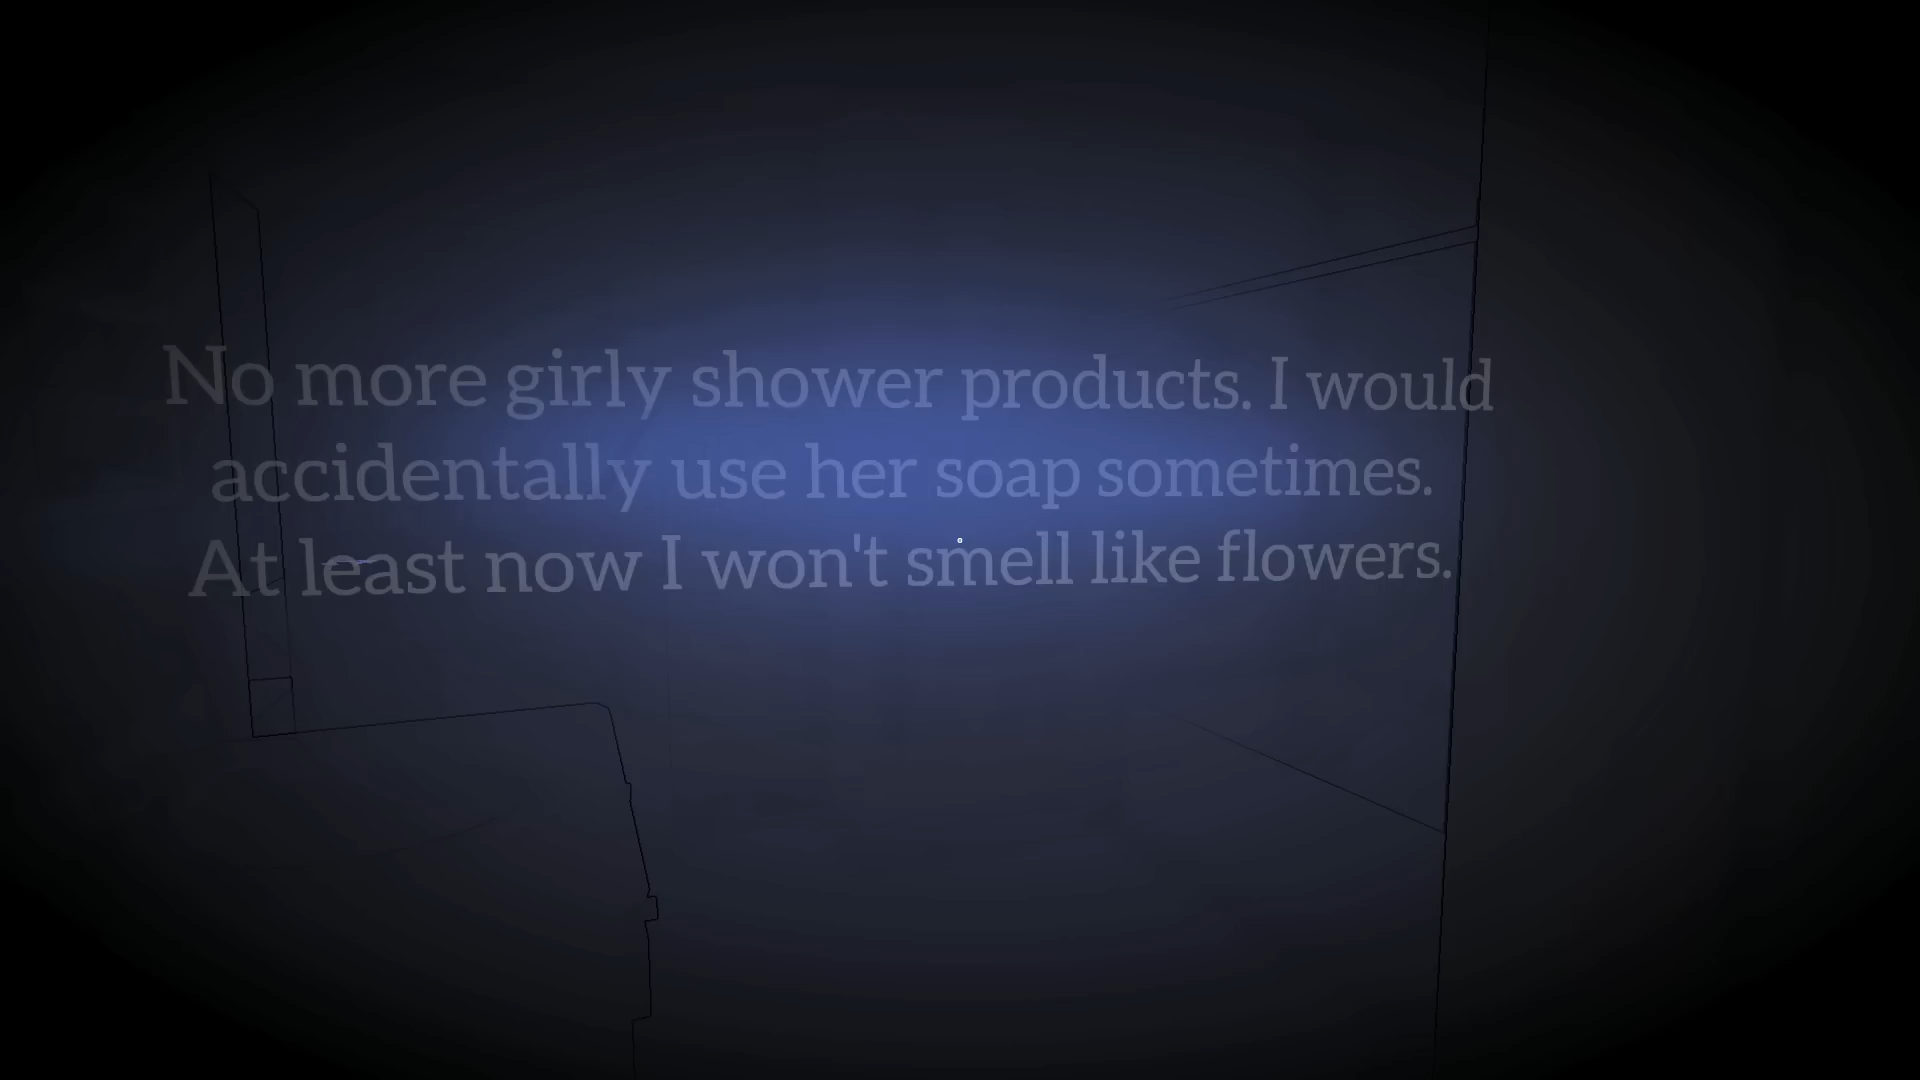 No more girly shower products. I would
accidentally use her soap sometimes.
At least now I won't smell like flowers.